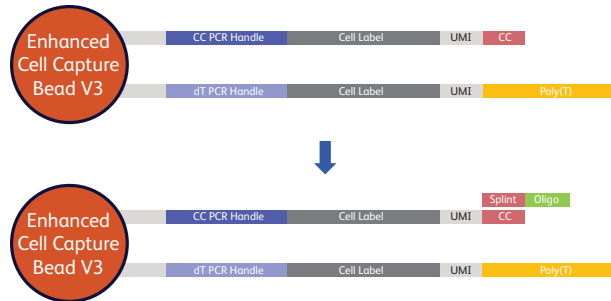 Enhanced
Cell Capture
Bead V3
CC PCR Handle Cell Label UMI CC
dT PCR Handle Cell Label UMI Poly(T)
Splint Oligo
Enhanced
Cell Capture
Bead V3
CC PCR Handle Cell Label UMI CC
dT PCR Handle Cell Label UMI Poly(T)